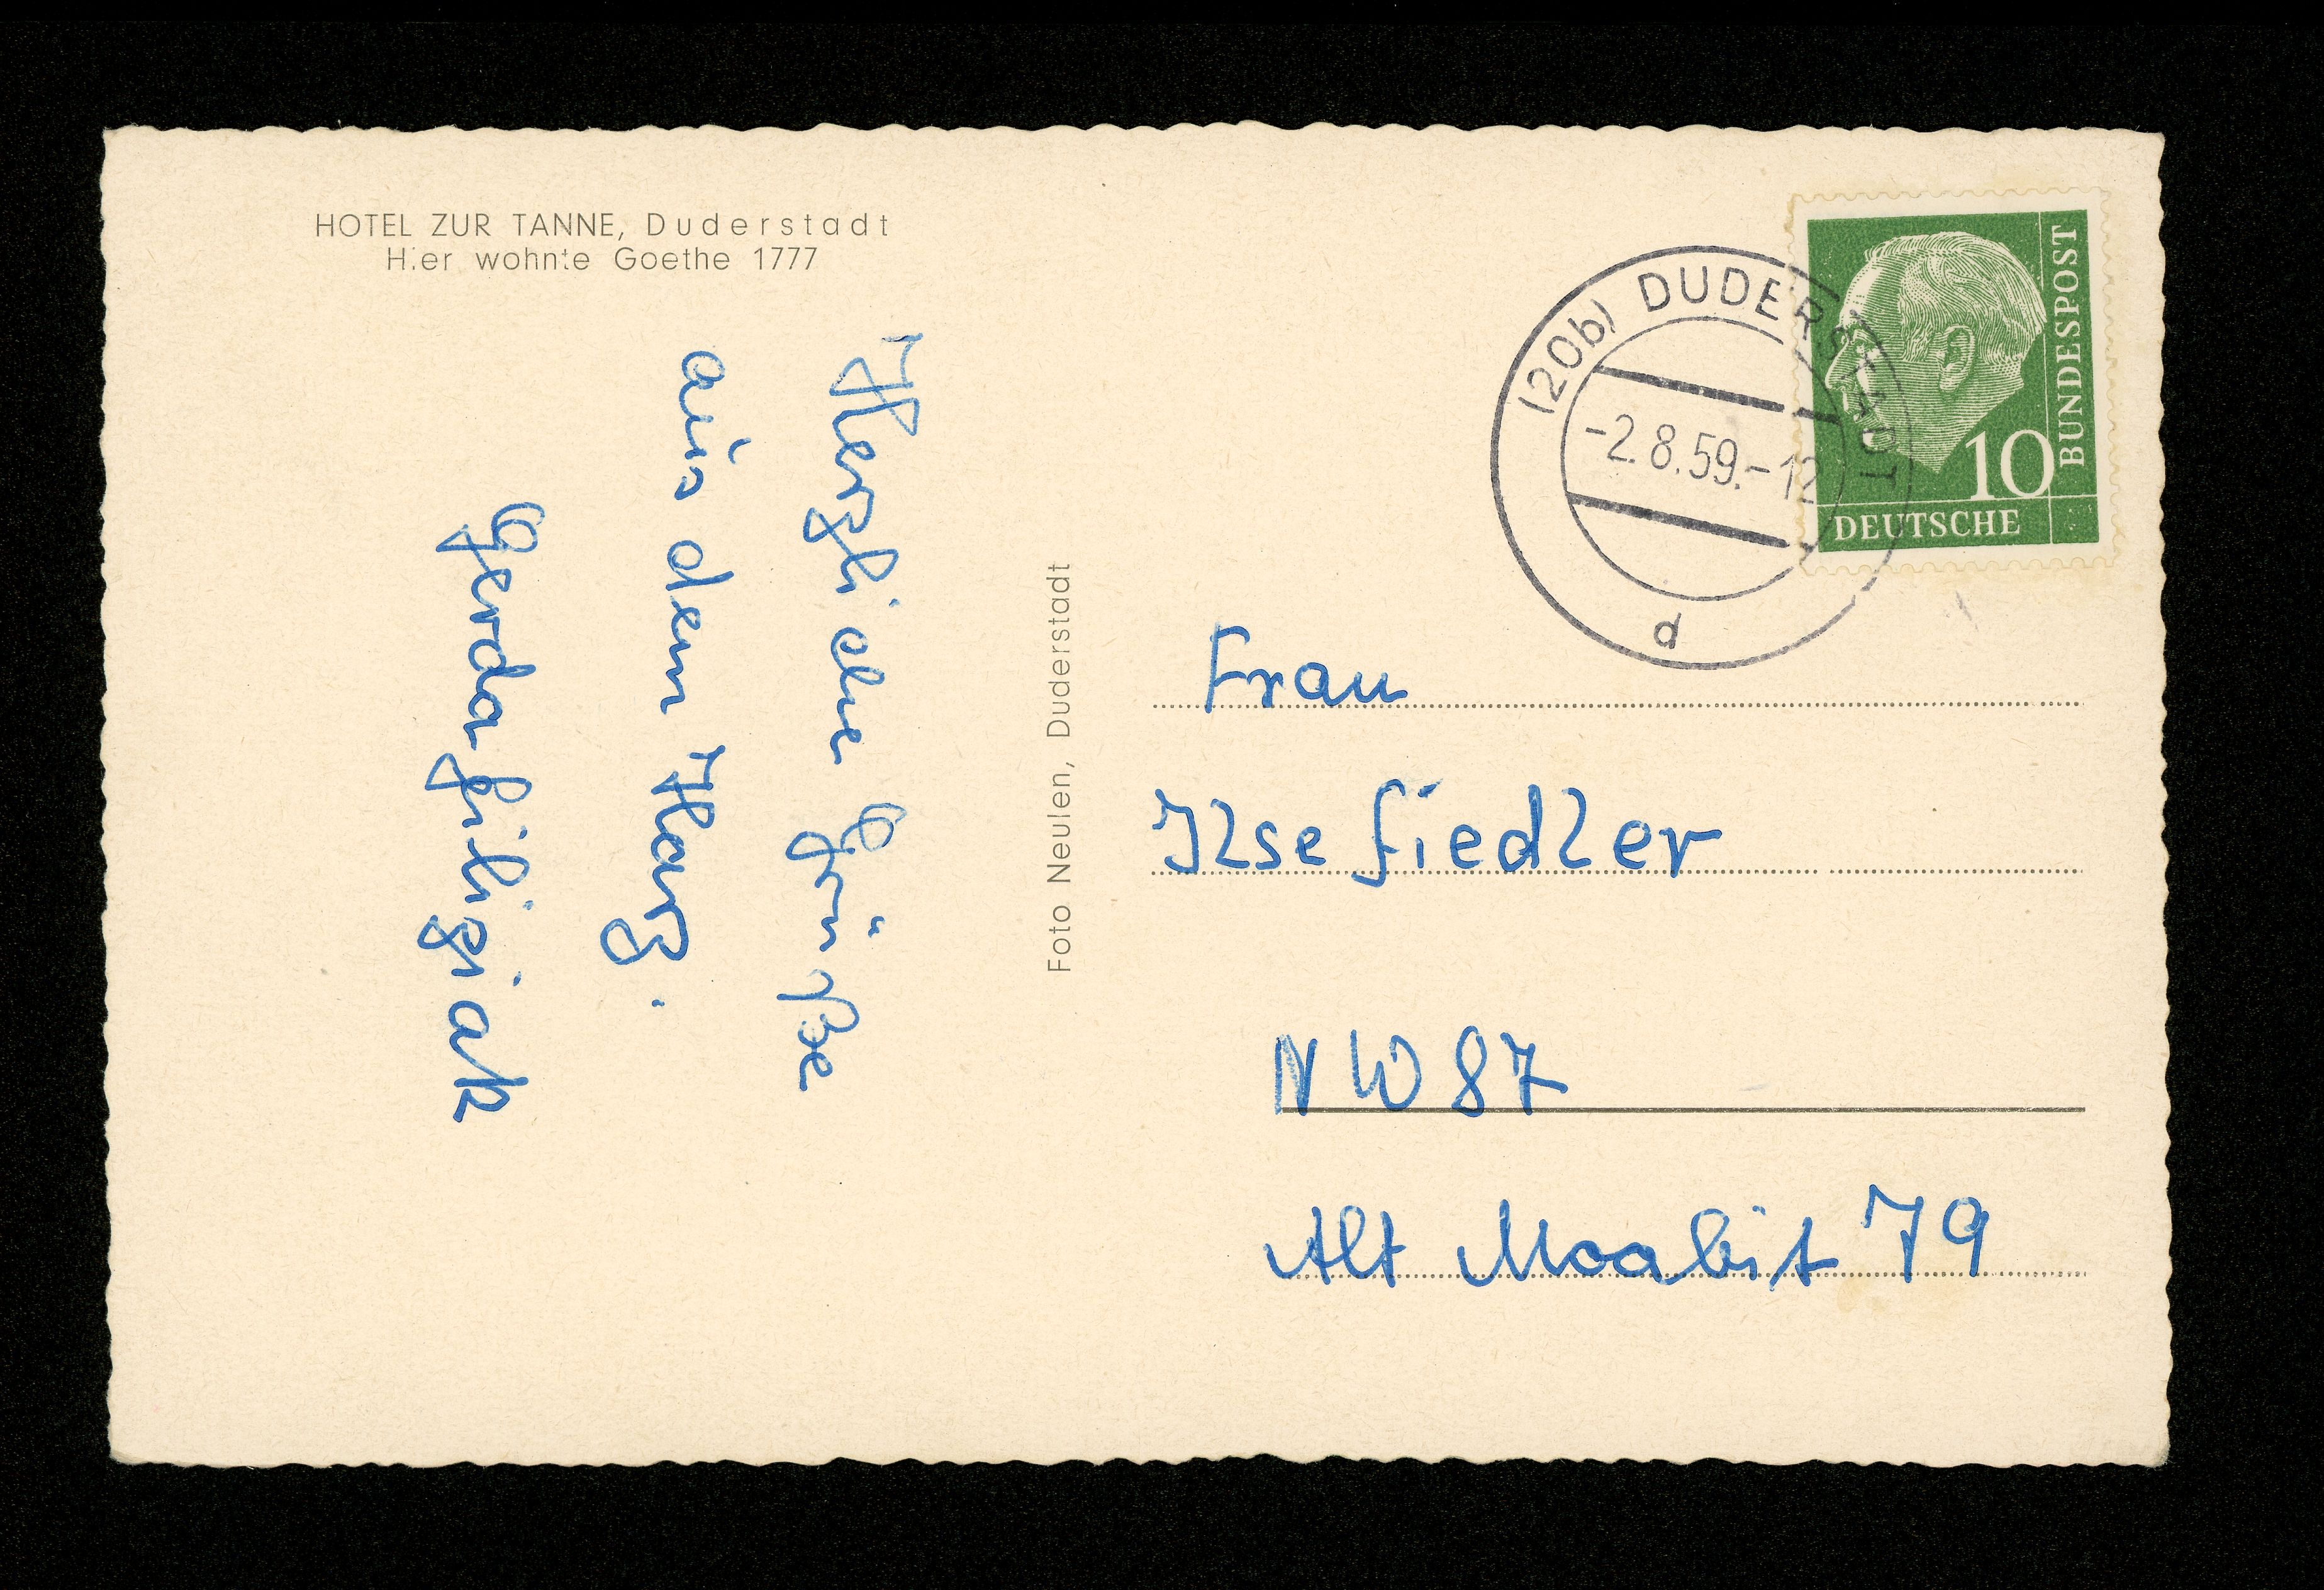 HOTEL ZUR TANNE, Duderstadt
Hier wohnte Goethe 1777
Herzliche Grüße
aus dem Harz.
Gerda
Foto Neulen, Duderstadt
(20b) DUDERSTADT
-2.8.59.-12
d
10
DEUTSCHE
BUNDESPOST
Frau
Ilse Fiedler
NW 87
Alt Moabit 79